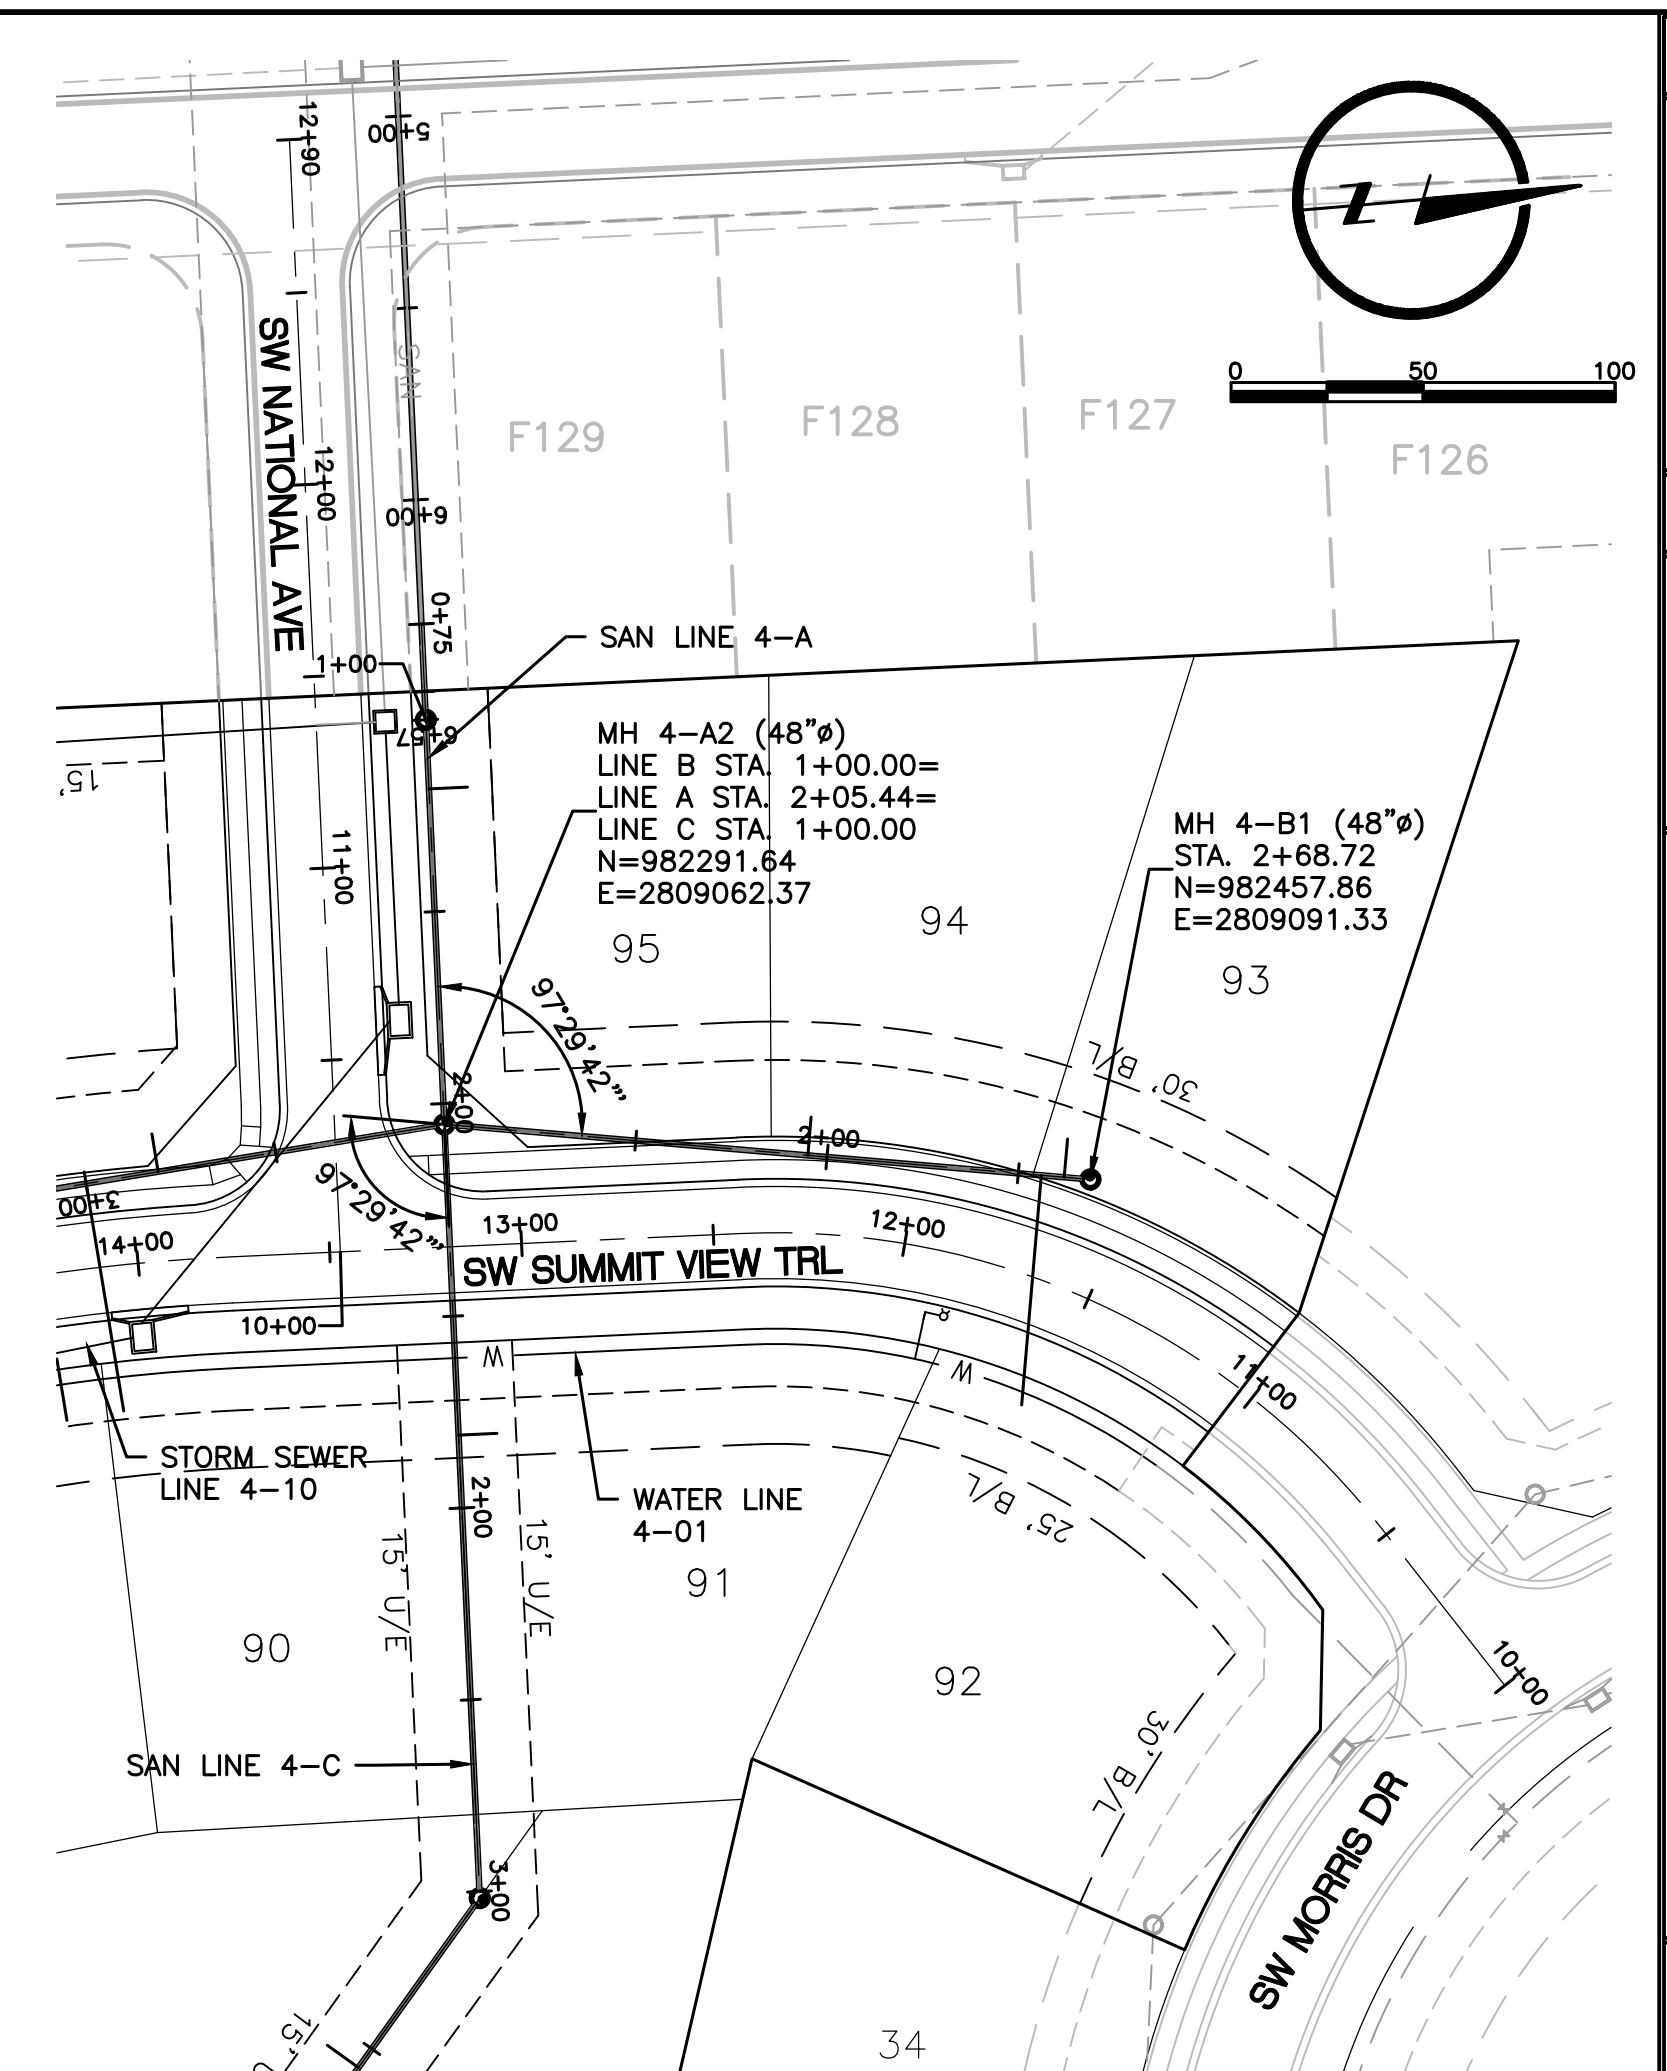 12+90
5+00
Z
0 50 100
SW NATIONAL AVE
SAN
F129
F128
F127
F126
12+00
6+00
0+75
1+00
SAN LINE 4-A
6+57
MH 4-A2 (48"ø)
LINE B STA. 1+00.00=
LINE A STA. 2+05.44=
LINE C STA. 1+00.00
N=982291.64
E=2809062.37
15'
MH 4-B1 (48"ø)
STA. 2+68.72
N=982457.86
E=2809091.33
11+00
95
94
93
97°29'42"'
30' B/L
2+00
2+00
97°29'42"'
3+00
14+00
13+00
12+00
SW SUMMIT VIEW TRL
10+00
W
W
11+00
STORM SEWER
LINE 4-10
WATER LINE
4-01
25' B/L
2+00
15' U/E
15' U/E
90
91
92
10+00
30' B/L
SAN LINE 4-C
3+00
SW MORRIS DR
15' U
34